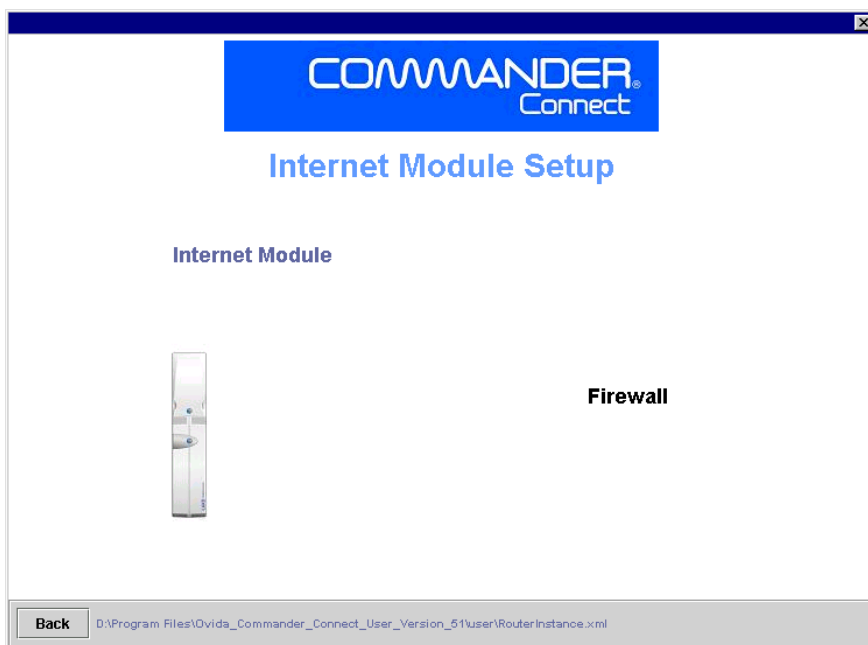 COMMANDER®
Connect
Internet Module Setup
Internet Module
Firewall
Back
D:\Program Files\Ovida_Commander_Connect_User_Version_51\user\RouterInstance.xml